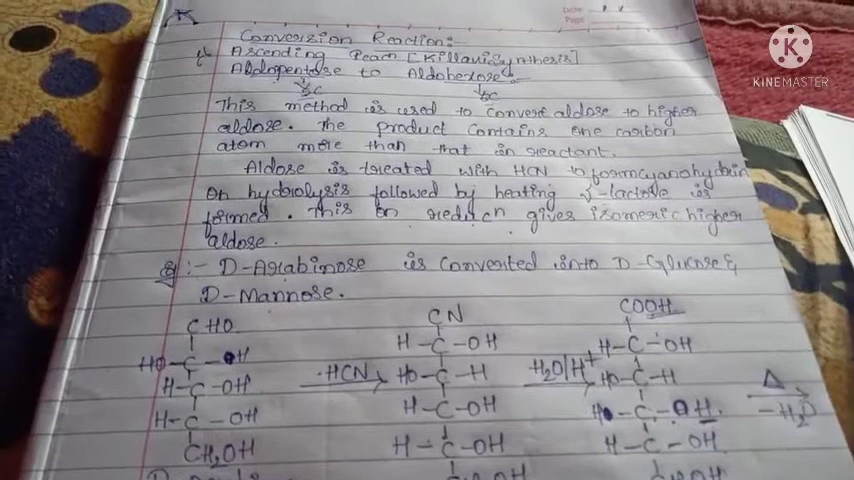 Date
Page
K
KINEMASTER
Conversion Reaction:-
Ascending Peach [Killavisynthesis]
Aldopentose to Aldohexose
5C 6C
This method is used to convert aldose to higher
aldose. The product contains one carbon
atom more than that in reactant.
Aldose is treated with HCN to form cyanohydrin
on hydrolysis followed by heating γ-lactone is
formed. This on reducn gives isomeric higher
aldose.
eg :- D-Arabinose is converted into D-Glucose &
D-Mannose.
CHO CN COOH
H-C-OH H-C-OH
HO-C-H ·HCN HO-C-H H2O/H+ HO-C-H Δ
H-C-OH H-C-OH H-C-OH -H2O
H-C-OH H-C-OH H-C-OH
CH2OH